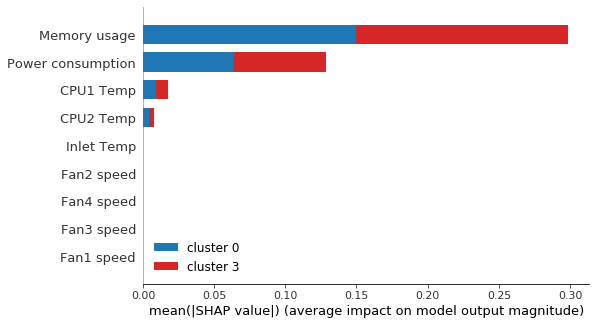 Memory usage
Power consumption
CPU1 Temp
CPU2 Temp
Inlet Temp
Fan2 speed
Fan4 speed
Fan3 speed
Fan1 speed
cluster 0
cluster 3
0.00 0.05 0.10 0.15 0.20 0.25 0.30
mean(|SHAP value|) (average impact on model output magnitude)